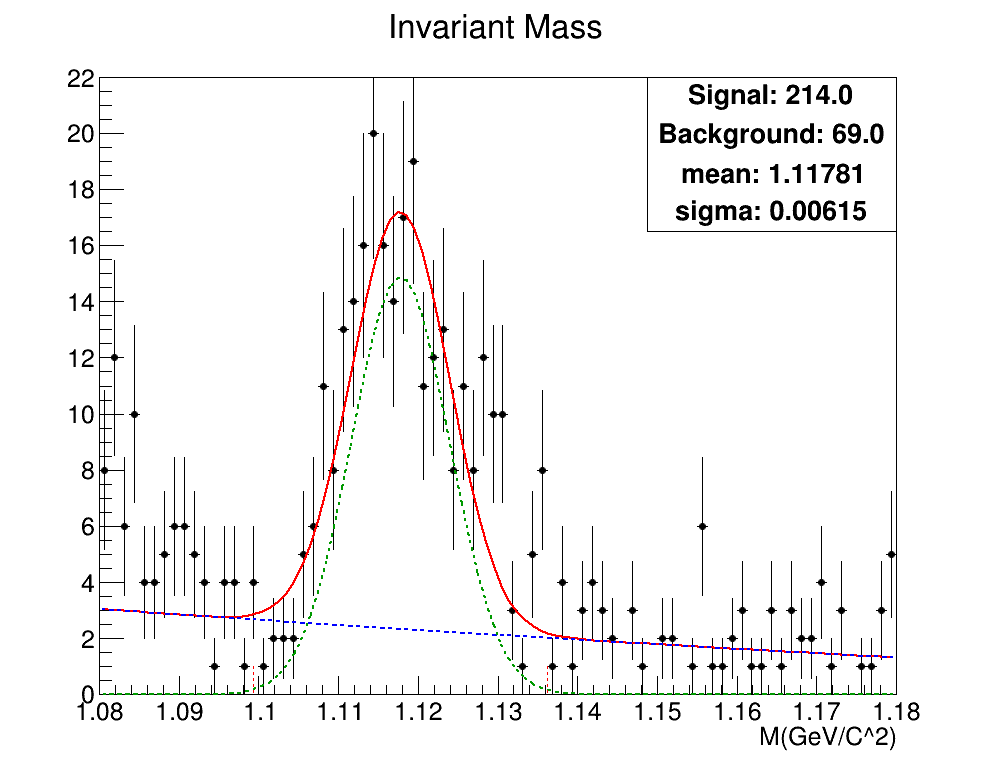 Invariant Mass
Signal: 214.0
Background: 69.0
mean: 1.11781
sigma: 0.00615
22
20
18
16
14
12
10
8
6
4
2
0
1.08 1.09 1.1 1.11 1.12 1.13 1.14 1.15 1.16 1.17 1.18
M(GeV/C^2)